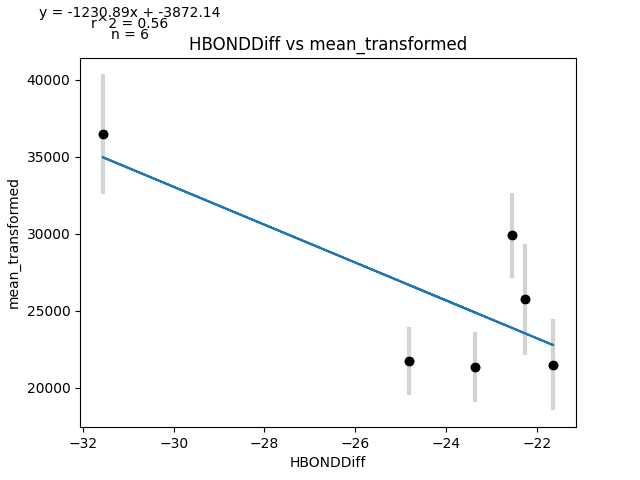 y = -1230.89x + -3872.14
r^2 = 0.56
n = 6
HBONDDiff vs mean_transformed
40000
35000
30000
25000
20000
mean_transformed
−32
−30
−28
−26
−24
−22
HBONDDiff